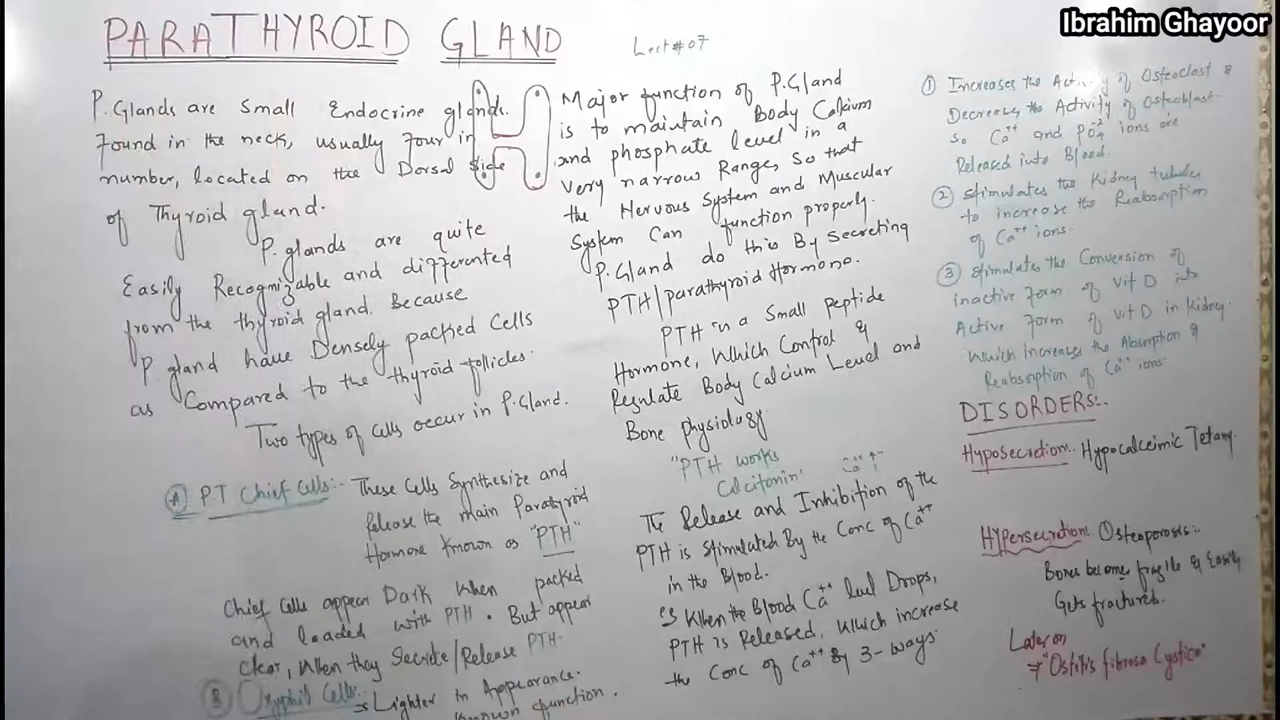 Ibrahim Ghayoor
PARATHYROID GLAND
Lect#07
P. Glands are Small Endocrine glands.
Found in the neck, usually Four in
number, located on the Dorsal Side
of Thyroid gland.
P. glands are quite
Easily Recognizable and differented
from the thyroid gland. Because
P gland have Densely packed Cells
as Compared to the thyroid follicles.
Two types of Cells occur in P. Gland.
(A) P.T Chief Cells:- These Cells Synthesize and
Release the main Parathyroid
Hormone Known as "PTH"
Chief Cells appear Dark when packed
and loaded with PTH. But appear
Clear, when they Secrete/Release PTH-
(B) Oxyphil Cells:-
→ Lighter in Appearance.
Known function.
Major function of P. Gland
is to maintain Body Calcium
and phosphate level in a
Very narrow Range, So that
the Nervous System and Muscular
System Can function properly.
P. Gland do this By Secreting
PTH/parathyroid Hormone.
PTH is a Small peptide
Hormone, Which Control &
Regulate Body Calcium Level and
Bone physiology
"PTH works
Calcitonin"
The Release and Inhibition of the
PTH is Stimulated By the Conc of Ca++
in the Blood.
When the Blood Ca++ level Drops,
PTH is Released, which increase
the Conc of Ca++ By 3-ways
① Increases the Activity of Osteoclast &
Decreases the Activity of Osteoblast.
So Ca++ and PO4-2 ions are
Released into Blood.
② Stimulates the Kidney tubules
to increase the Reabsorption
of Ca++ ions.
③ Stimulates the Conversion of
inactive Form of Vit D into
Active Form of Vit D in Kidney.
Which Increases the Absorption &
Reabsorption of Ca++ ions
DISORDERS:.
Hyposecretion:. Hypocalceimic Tetany.
Hypersecretion: Osteoporosis:.
Bones become fragile & Easily
Gets fractured.
Later on
→ "Ostitis fibrosa Cystica"